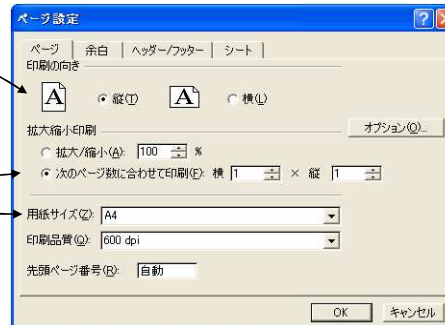 ページ設定
ページ 余白 ヘッダー/フッター シート
印刷の向き
A 縦(T) A 横(L)
拡大縮小印刷 オプション(O)...
拡大/縮小(A): 100 %
次のページ数に合わせて印刷(F): 横 1 × 縦 1
用紙サイズ(Z): A4
印刷品質(Q): 600 dpi
先頭ページ番号(R): 自動
OK キャンセル